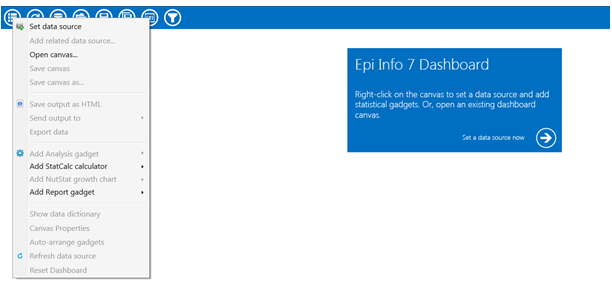 Set data source
Add related data source...
Open canvas...
Save canvas
Save canvas as...
Save output as HTML
Send output to
Export data
Add Analysis gadget
Add StatCalc calculator
Add NutStat growth chart
Add Report gadget
Show data dictionary
Canvas Properties
Auto-arrange gadgets
Refresh data source
Reset Dashboard
Epi Info 7 Dashboard
Right-click on the canvas to set a data source and add
statistical gadgets. Or, open an existing dashboard
canvas.
Set a data source now